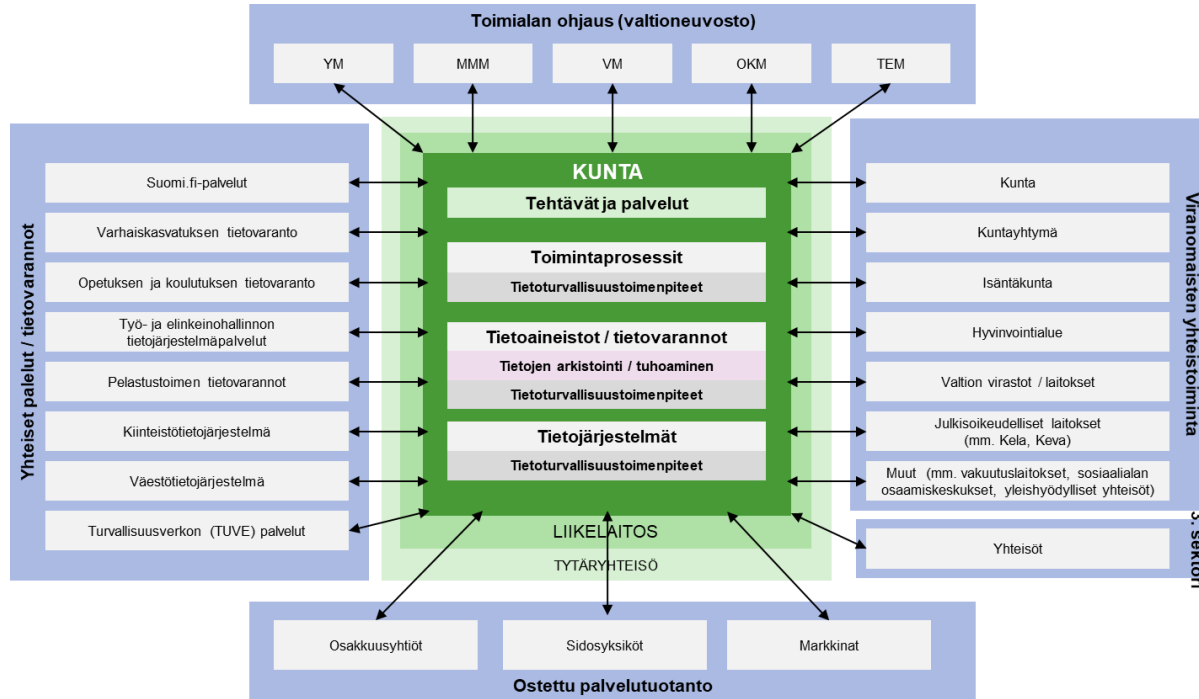 Toimialan ohjaus (valtioneuvosto)
YM
MMM
VM
OKM
TEM
Yhteiset palelut / tietovarannot
Suomi.fi-palvelut
Varhaiskasvatuksen tietovaranto
Opetuksen ja koulutuksen tietovaranto
Työ- ja elinkeinohallinnon
tietojärjestelmäpalvelut
Pelastustoimen tietovarannot
Kiinteistötietojärjestelmä
Väestötietojärjestelmä
Turvallisuusverkon (TUVE) palvelut
KUNTA
Tehtävät ja palvelut
Toimintaprosessit
Tietoturvallisuustoimenpiteet
Tietoaineistot / tietovarannot
Tietojen arkistointi / tuhoaminen
Tietoturvallisuustoimenpiteet
Tietojärjestelmät
Tietoturvallisuustoimenpiteet
LIIKELAITOS
TYTÄRYHTEISÖ
Viranomaisten yhteistoiminta
Kunta
Kuntayhtymä
Isäntäkunta
Hyvinvointialue
Valtion virastot / laitokset
Julkisoikeudelliset laitokset
(mm. Kela, Keva)
Muut (mm. vakuutuslaitokset, sosiaalialan
osaamiskeskukset, yleishyödylliset yhteisöt)
3. sektori
Yhteisöt
Osakkuusyhtiöt
Sidosyksiköt
Markkinat
Ostettu palvelutuotanto